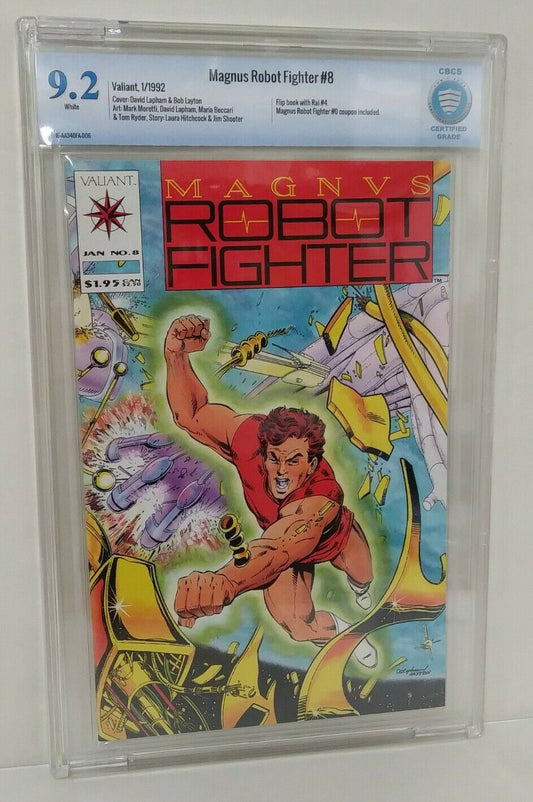 9.2
White
Magnus Robot Fighter #8
Valiant, 1/1992
Cover: David Lapham & Bob Layton
Art: Mark Moretti, David Lapham, Maria Beccari
& Tom Ryder, Story: Laura Hitchcock & Jim Shooter
Flip book with Rai #4.
Magnus Robot Fighter #0 coupon included.
CBCS
CERTIFIED
GRADE
VALIANT
JAN NO. 8
$1.95
MAGNVS
ROBOT
FIGHTER
TM
LAYTON